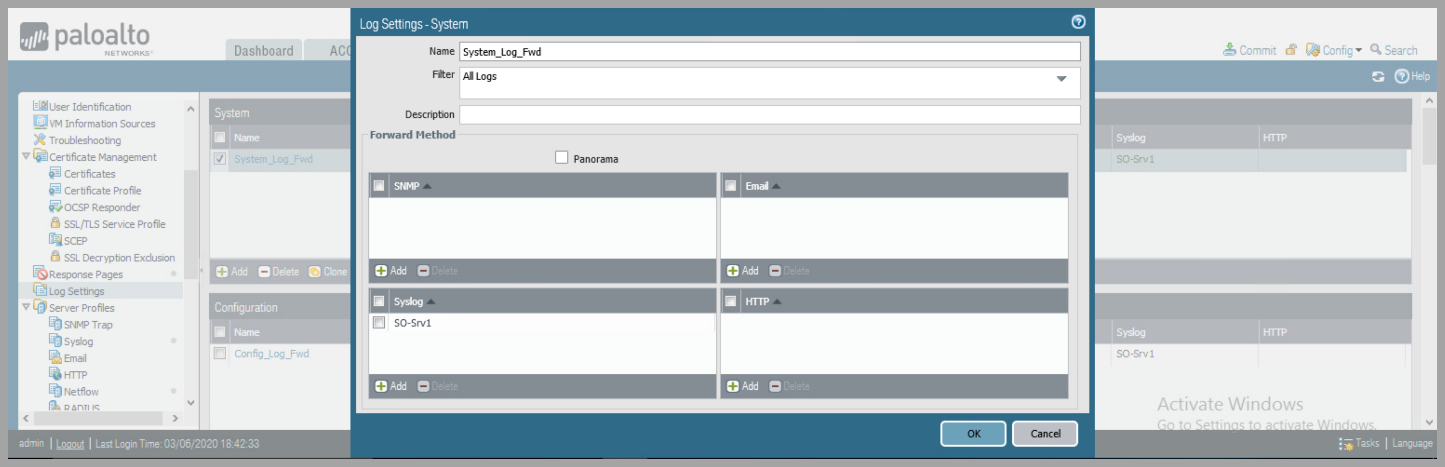 Log Settings - System
paloalto
NETWORKS
Dashboard
ACC
Commit
Config
Search
Help
Name
System_Log_Fwd
Filter
All Logs
Description
Forward Method
Panorama
SNMP
Email
Add
Delete
Add
Delete
Syslog
HTTP
SO-Srv1
Add
Delete
Add
Delete
OK
Cancel
User Identification
VM Information Sources
Troubleshooting
Certificate Management
Certificates
Certificate Profile
OCSP Responder
SSL/TLS Service Profile
SCEP
SSL Decryption Exclusion
Response Pages
Log Settings
Server Profiles
SNMP Trap
Syslog
Email
HTTP
Netflow
RADIUS
System
Name
Syslog
HTTP
System_Log_Fwd
SO-Srv1
Add
Delete
Clone
Configuration
Name
Syslog
HTTP
Config_Log_Fwd
SO-Srv1
Activate Windows
Go to Settings to activate Windows.
admin | Logout | Last Login Time: 03/06/2020 18:42:33
Tasks | Language